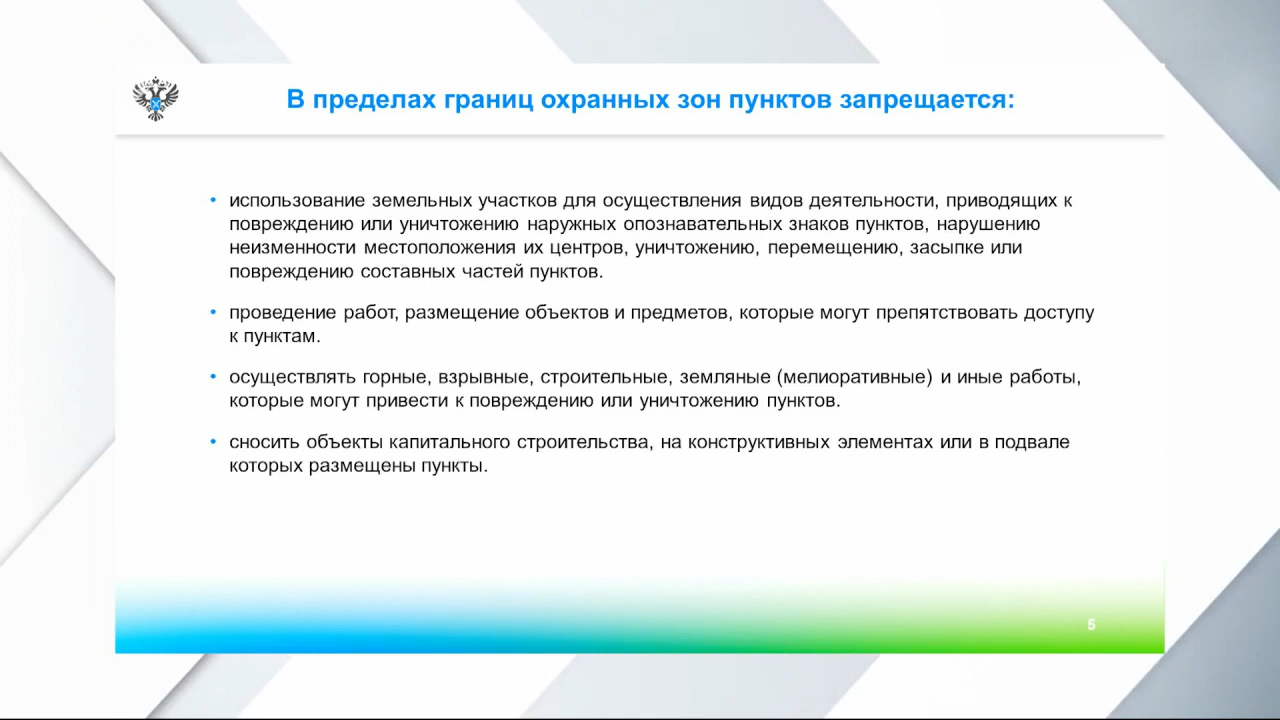 В пределах границ охранных зон пунктов запрещается:
• использование земельных участков для осуществления видов деятельности, приводящих к
повреждению или уничтожению наружных опознавательных знаков пунктов, нарушению
неизменности местоположения их центров, уничтожению, перемещению, засыпке или
повреждению составных частей пунктов.
• проведение работ, размещение объектов и предметов, которые могут препятствовать доступу
к пунктам.
• осуществлять горные, взрывные, строительные, земляные (мелиоративные) и иные работы,
которые могут привести к повреждению или уничтожению пунктов.
• сносить объекты капитального строительства, на конструктивных элементах или в подвале
которых размещены пункты.
5